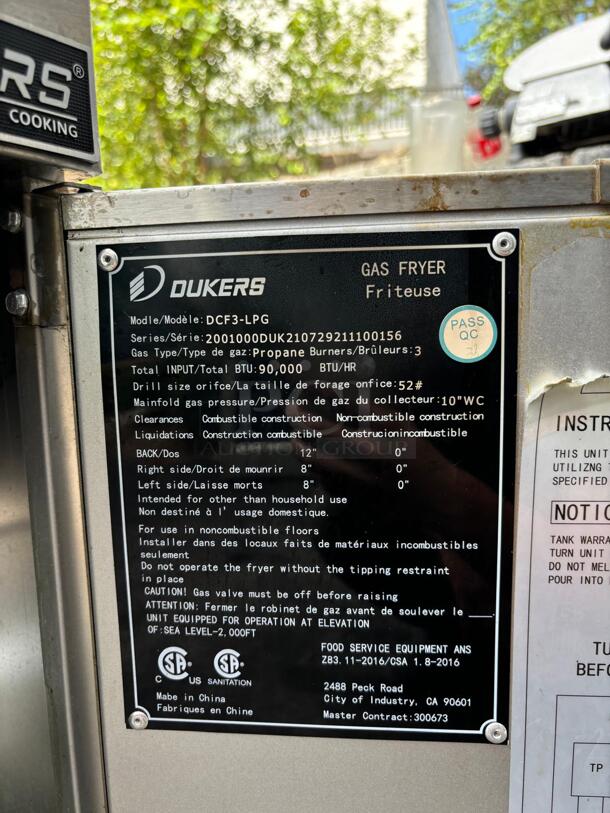 RS®
COOKING
DUKERS
GAS FRYER
Friteuse
Modle/Modèle: DCF3-LPG
Series/Série: 2001000DUK210729211100156
Gas Type/Type de gaz: Propane Burners/Brûleurs: 3
Total INPUT/Total BTU: 90,000 BTU/HR
Drill size orifce/La taille de forage onfice: 52#
Mainfold gas pressure/Pression de gaz du collecteur: 10"WC
PASS
QC
Clearances Combustible construction Non-combustible construction
Liquidations Construction combustible Construcionincombustible
BACK/Dos 12" 0"
Right side/Droit de mournir 8" 0"
Left side/Laisse morts 8" 0"
Intended for other than household use
Non destiné à l' usage domestique.
For use in noncombustible floors
Installer dans des locaux faits de matériaux incombustibles
seulement
Do not operate the fryer without the tipping restraint
in place
CAUTION! Gas valve must be off before raising
ATTENTION: Fermer le robinet de gaz avant de soulever le
UNIT EQUIPPED FOR OPERATION AT ELEVATION
OF:SEA LEVEL-2,000FT
C US
SANITATION
FOOD SERVICE EQUIPMENT ANS
Z83.11-2016/CSA 1.8-2016
Made in China
Fabriques en Chine
2488 Peck Road
City of Industry, CA 90601
Master Contract:300673
INSTR
THIS UNIT
UTILIZNG
SPECIFIED
NOTIC
TANK WARRA
TURN UNIT
DO NOT MEL
POUR INTO
TU
BEFO
TP